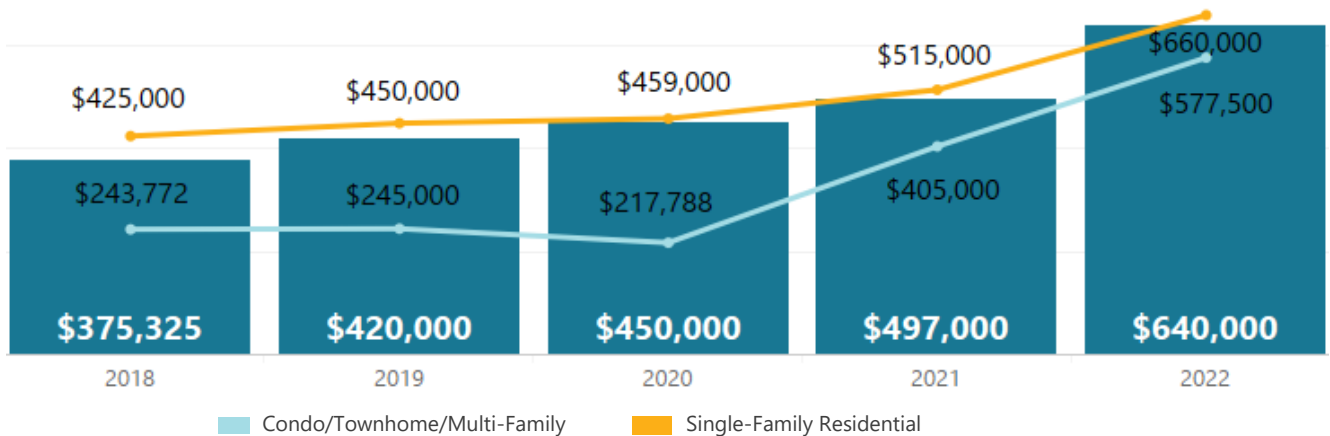 $425,000 $450,000 $459,000 $515,000 $660,000
$243,772 $245,000 $217,788 $405,000 $577,500
$375,325 $420,000 $450,000 $497,000 $640,000
2018 2019 2020 2021 2022
Condo/Townhome/Multi-Family Single-Family Residential